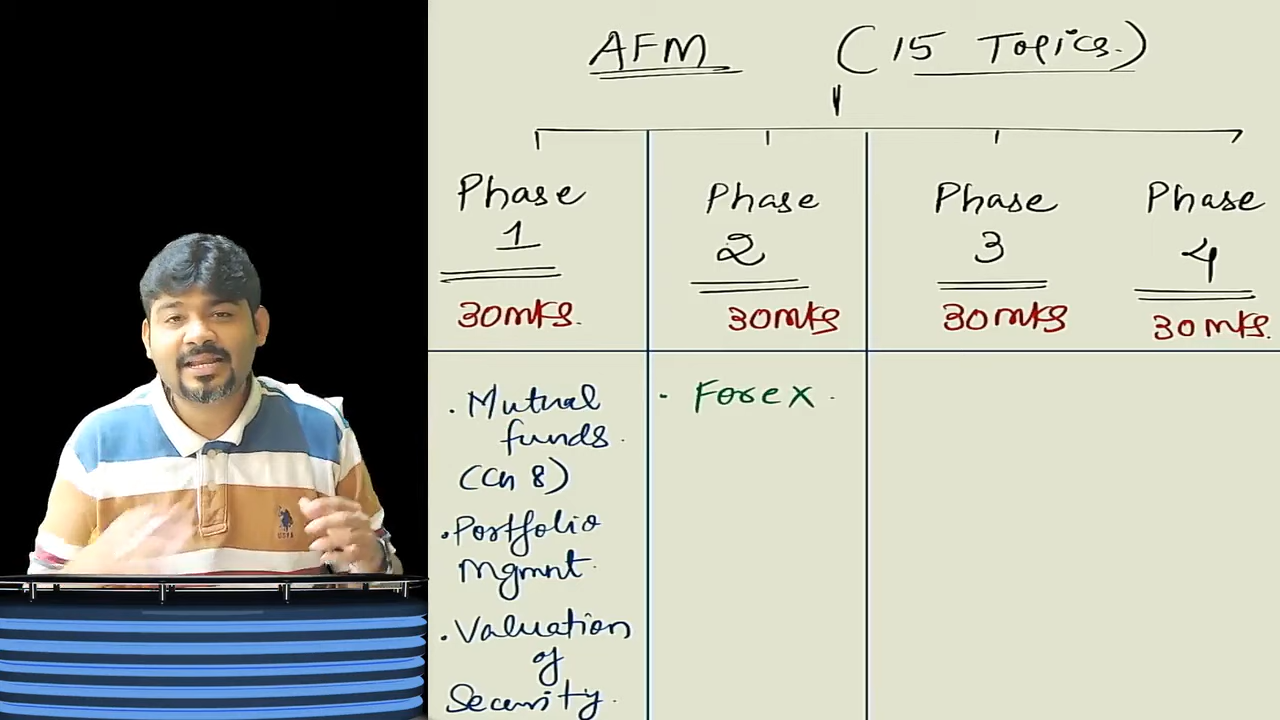 AFM (15 Topics.)
Phase 1
30mks.
Phase 2
30mks
Phase 3
30mks
Phase 4
30mks.
. Mutual
funds.
(Ch 8)
. Portfolio
Mgmnt.
. Valuation
of
Security.
. Forex.